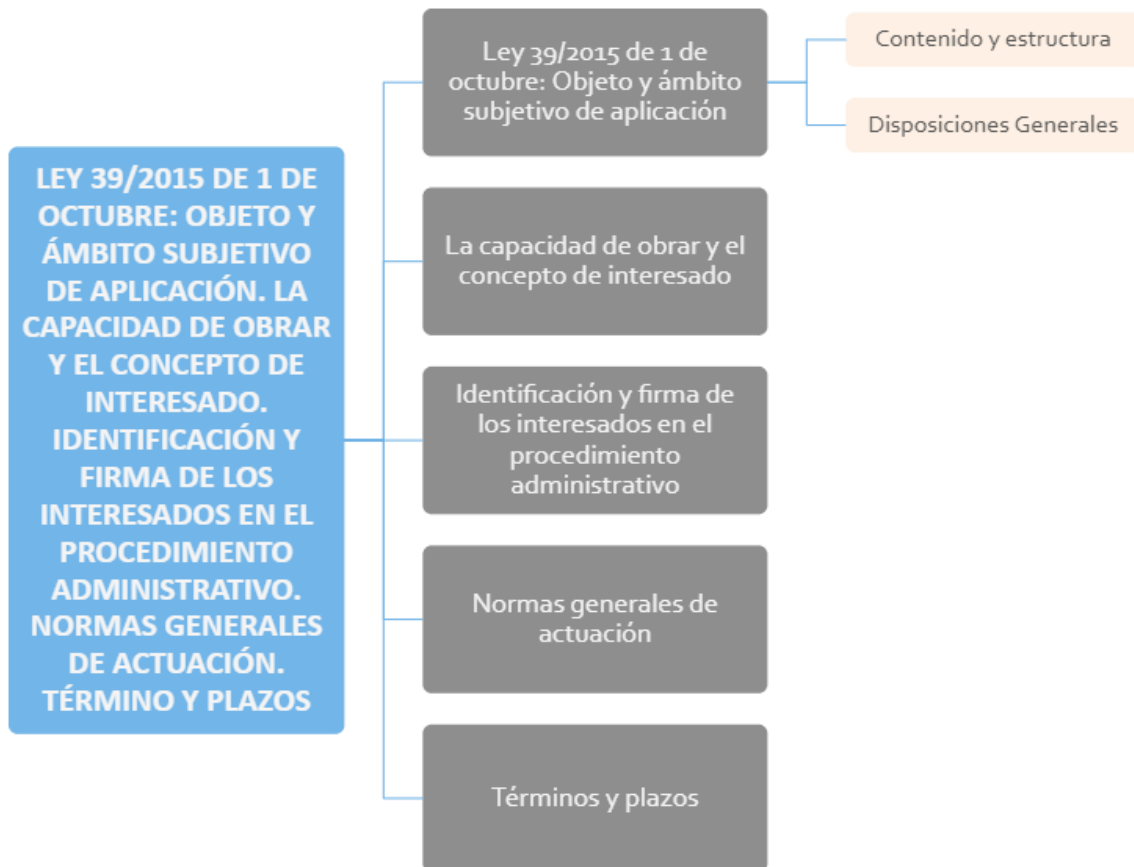 LEY 39/2015 DE 1 DE
OCTUBRE: OBJETO Y
ÁMBITO SUBJETIVO
DE APLICACIÓN. LA
CAPACIDAD DE OBRAR
Y EL CONCEPTO DE
INTERESADO.
IDENTIFICACIÓN Y
FIRMA DE LOS
INTERESADOS EN EL
PROCEDIMIENTO
ADMINISTRATIVO.
NORMAS GENERALES
DE ACTUACIÓN.
TÉRMINO Y PLAZOS
Ley 39/2015 de 1 de
octubre: Objeto y ámbito
subjetivo de aplicación
Contenido y estructura
Disposiciones Generales
La capacidad de obrar y el
concepto de interesado
Identificación y firma de
los interesados en el
procedimiento
administrativo
Normas generales de
actuación
Términos y plazos